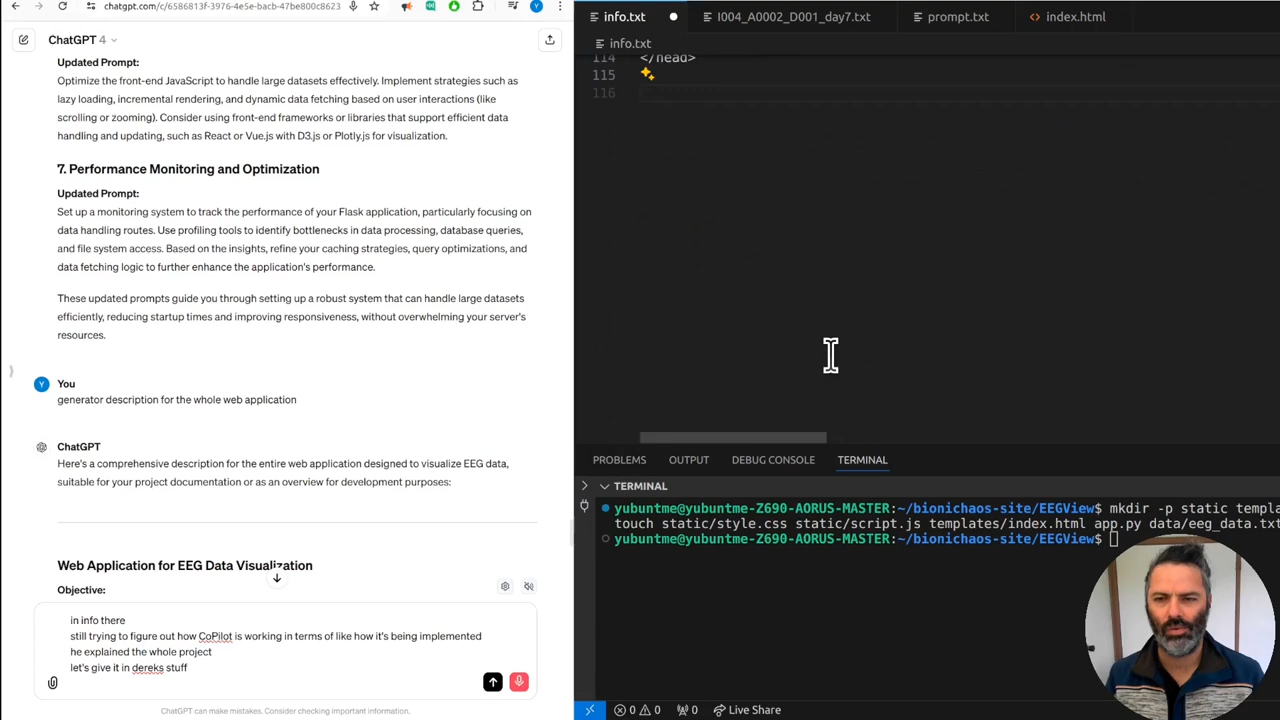 chatgpt.com/c/6586813f-3976-4e5e-bacb-47be800c8623
ChatGPT 4
Updated Prompt:
Optimize the front-end JavaScript to handle large datasets effectively. Implement strategies such as
lazy loading, incremental rendering, and dynamic data fetching based on user interactions (like
scrolling or zooming). Consider using front-end frameworks or libraries that support efficient data
handling and updating, such as React or Vue.js with D3.js or Plotly.js for visualization.
7. Performance Monitoring and Optimization
Updated Prompt:
Set up a monitoring system to track the performance of your Flask application, particularly focusing on
data handling routes. Use profiling tools to identify bottlenecks in data processing, database queries,
and file system access. Based on the insights, refine your caching strategies, query optimizations, and
data fetching logic to further enhance the application's performance.
These updated prompts guide you through setting up a robust system that can handle large datasets
efficiently, reducing startup times and improving responsiveness, without overwhelming your server's
resources.
Y
You
generator description for the whole web application
ChatGPT
Here's a comprehensive description for the entire web application designed to visualize EEG data,
suitable for your project documentation or as an overview for development purposes:
Web Application for EEG Data Visualization
Objective:
in info there
still trying to figure out how CoPilot is working in terms of like how it's being implemented
he explained the whole project
let's give it in dereks stuff
ChatGPT can make mistakes. Consider checking important information.
info.txt
I004_A0002_D001_day7.txt
prompt.txt
<> index.html
info.txt
114 </head>
115
116
PROBLEMS OUTPUT DEBUG CONSOLE TERMINAL
TERMINAL
yubuntme@yubuntme-Z690-AORUS-MASTER:~/bionichaos-site/EEGView$ mkdir -p static templa
touch static/style.css static/script.js templates/index.html app.py data/eeg_data.txt
yubuntme@yubuntme-Z690-AORUS-MASTER:~/bionichaos-site/EEGView$
0 0 0 Live Share